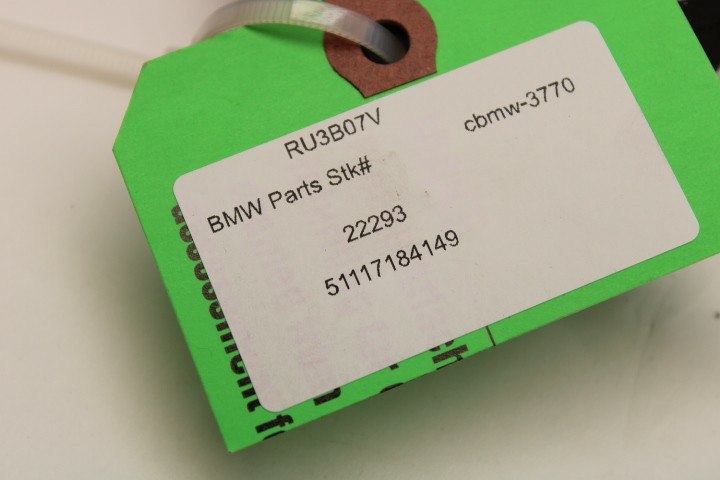 RU3B07V
cbmw-3770
BMW Parts Stk#
22293
51117184149